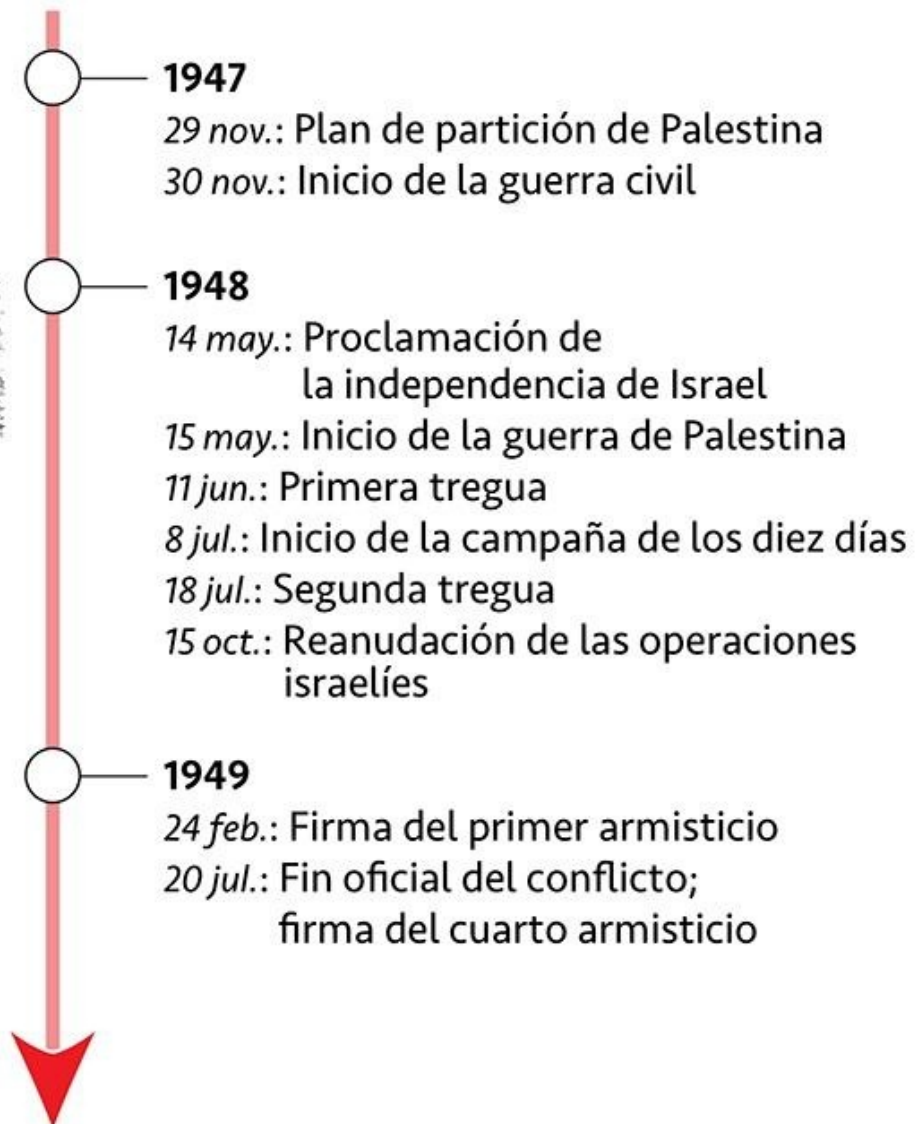 1947
29 nov.: Plan de partición de Palestina
30 nov.: Inicio de la guerra civil
1948
14 may.: Proclamación de
la independencia de Israel
15 may.: Inicio de la guerra de Palestina
11 jun.: Primera tregua
8 jul.: Inicio de la campaña de los diez días
18 jul.: Segunda tregua
15 oct.: Reanudación de las operaciones
israelíes
1949
24 feb.: Firma del primer armisticio
20 jul.: Fin oficial del conflicto;
firma del cuarto armisticio